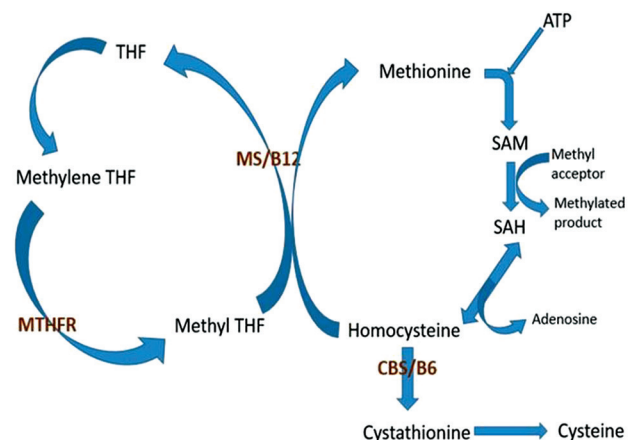 ATP
THF
Methionine
MS/B12
SAM
Methyl
acceptor
Methylene THF
Methylated
product
SAH
MTHFR
Methyl THF
Homocysteine
Adenosine
CBS/B6
Cystathionine
Cysteine